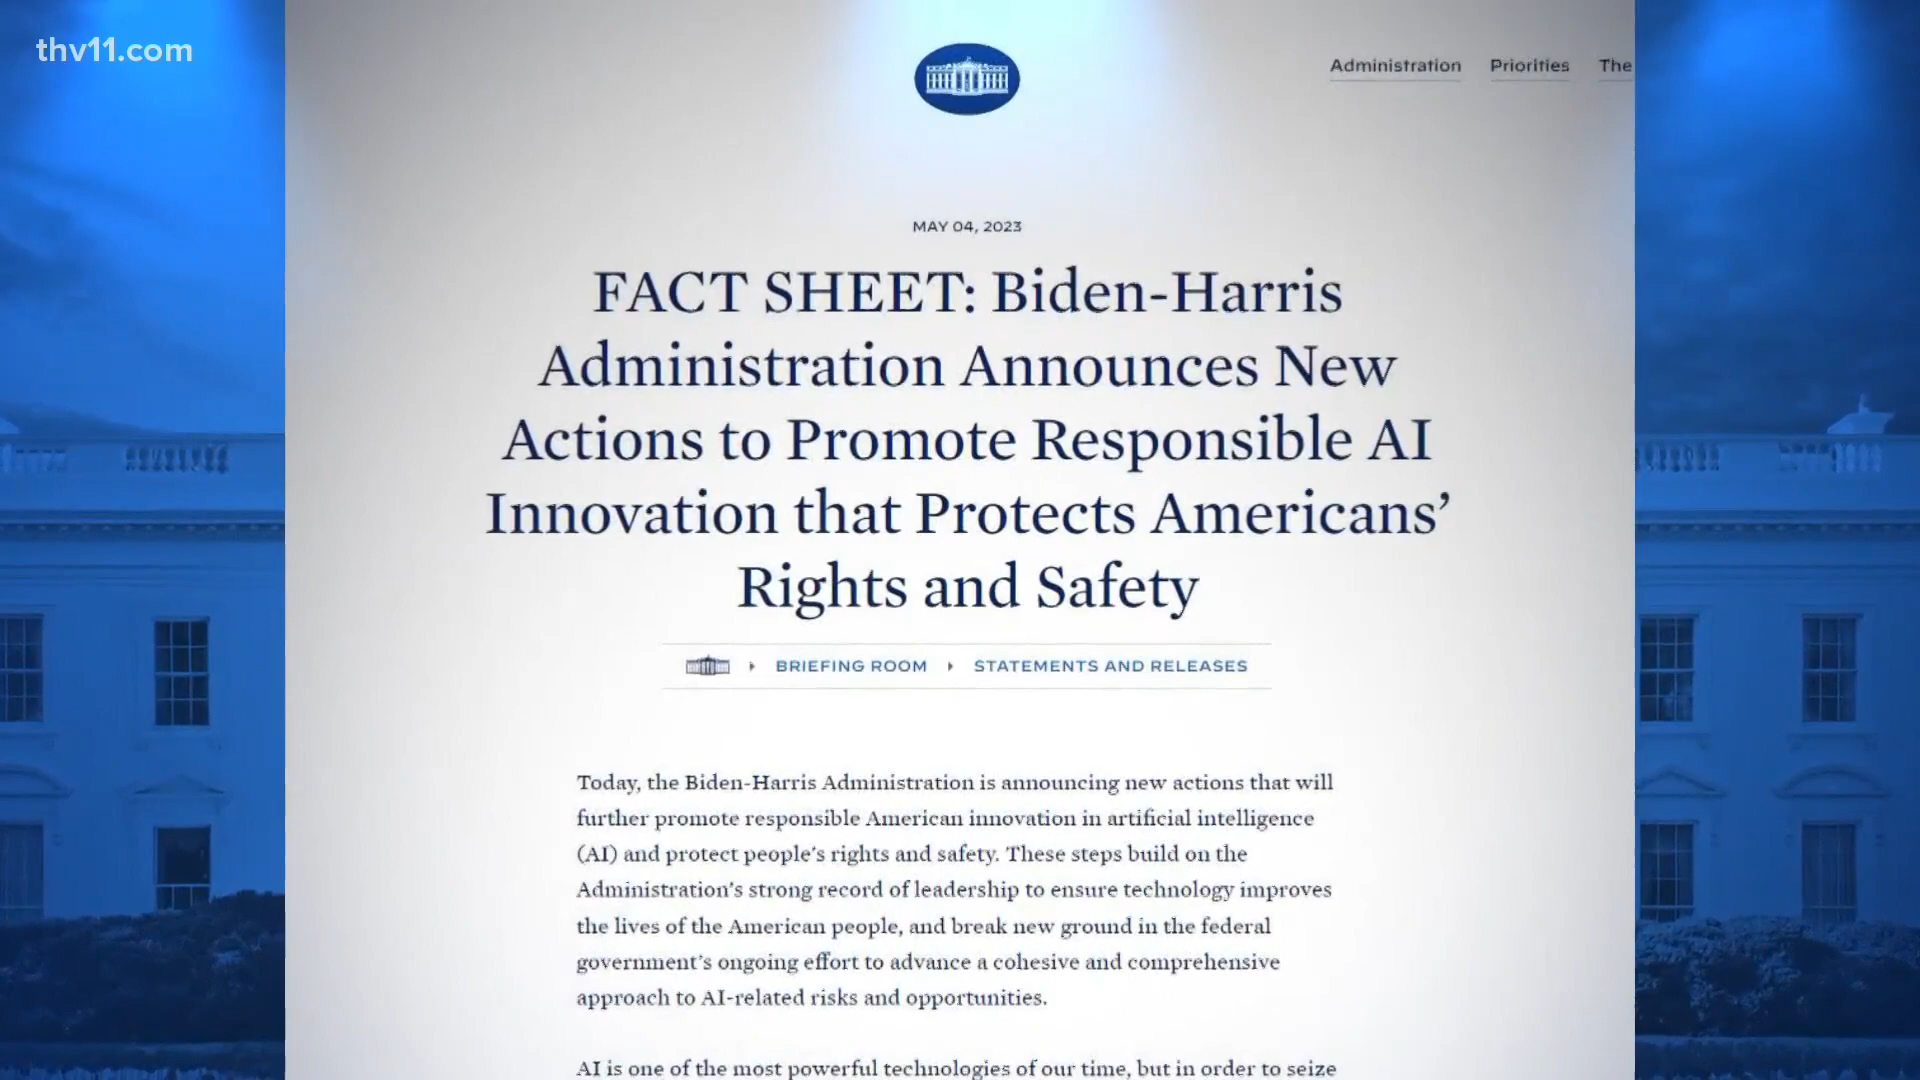 thv11.com
Administration Priorities The
MAY 04, 2023
FACT SHEET: Biden-Harris
Administration Announces New
Actions to Promote Responsible AI
Innovation that Protects Americans’
Rights and Safety
BRIEFING ROOM STATEMENTS AND RELEASES
Today, the Biden-Harris Administration is announcing new actions that will
further promote responsible American innovation in artificial intelligence
(AI) and protect people's rights and safety. These steps build on the
Administration's strong record of leadership to ensure technology improves
the lives of the American people, and break new ground in the federal
government's ongoing effort to advance a cohesive and comprehensive
approach to AI-related risks and opportunities.
AI is one of the most powerful technologies of our time, but in order to seize